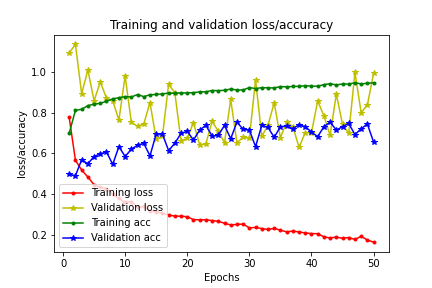 Training and validation loss/accuracy
loss/accuracy
1.0
0.8
0.6
0.4
0.2
Training loss
Validation loss
Training acc
Validation acc
0 10 20 30 40 50
Epochs